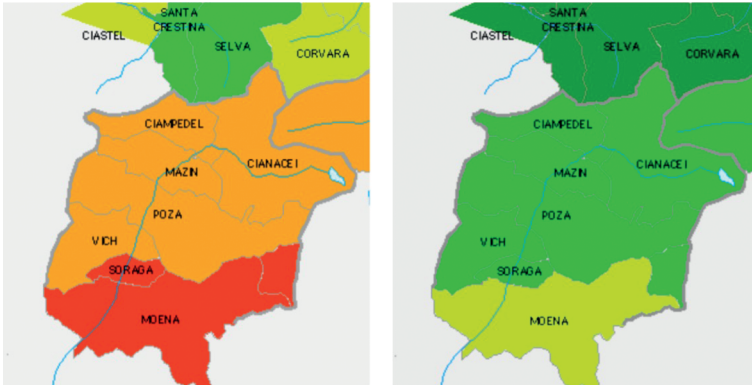 SANTA
CRESTINA
CIASTEL
SELVA
CORVARA
CIAMPEDEL
CIANACEI
MAZIN
POZA
VICH
SORAGA
MOENA
SANTA
CRESTINA
CIASTEL
SELVA
CORVARA
CIAMPEDEL
CIANACEI
MAZIN
POZA
VICH
SORAGA
MOENA